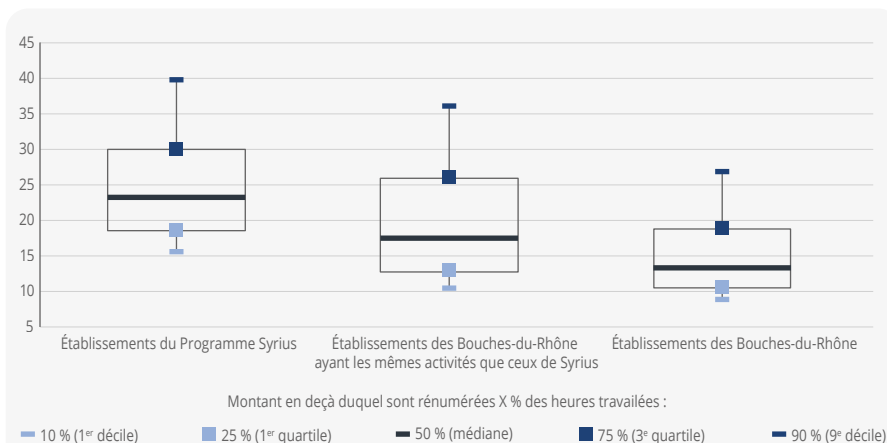 45
40
35
30
25
20
15
10
5
Établissements du Programme Syrius
Établissements des Bouches-du-Rhône
ayant les mêmes activités que ceux de Syrius
Établissements des Bouches-du-Rhône
Montant en deçà duquel sont rénumérées X % des heures travailées :
10 % (1er décile) 25 % (1er quartile) 50 % (médiane) 75 % (3e quartile) 90 % (9e décile)